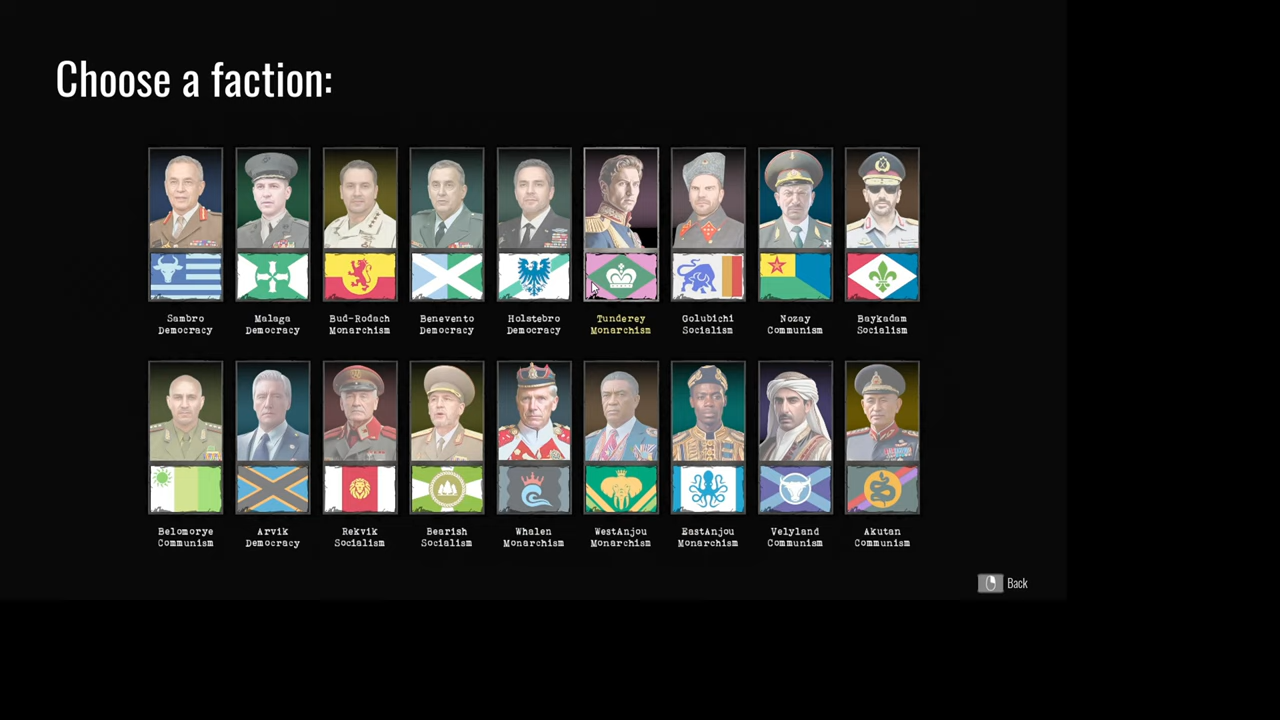 Choose a faction:
Sambro
Democracy
Malaga
Democracy
Bud-Rodach
Monarchism
Benevento
Democracy
Holstebro
Democracy
Tunderey
Monarchism
Golubichi
Socialism
Nozay
Communism
Baykadam
Socialism
Belomorye
Communism
Arvik
Democracy
Rekvik
Socialism
Bearish
Socialism
Whalen
Monarchism
WestAnjou
Monarchism
EastAnjou
Monarchism
Velyland
Communism
Akutan
Communism
Back